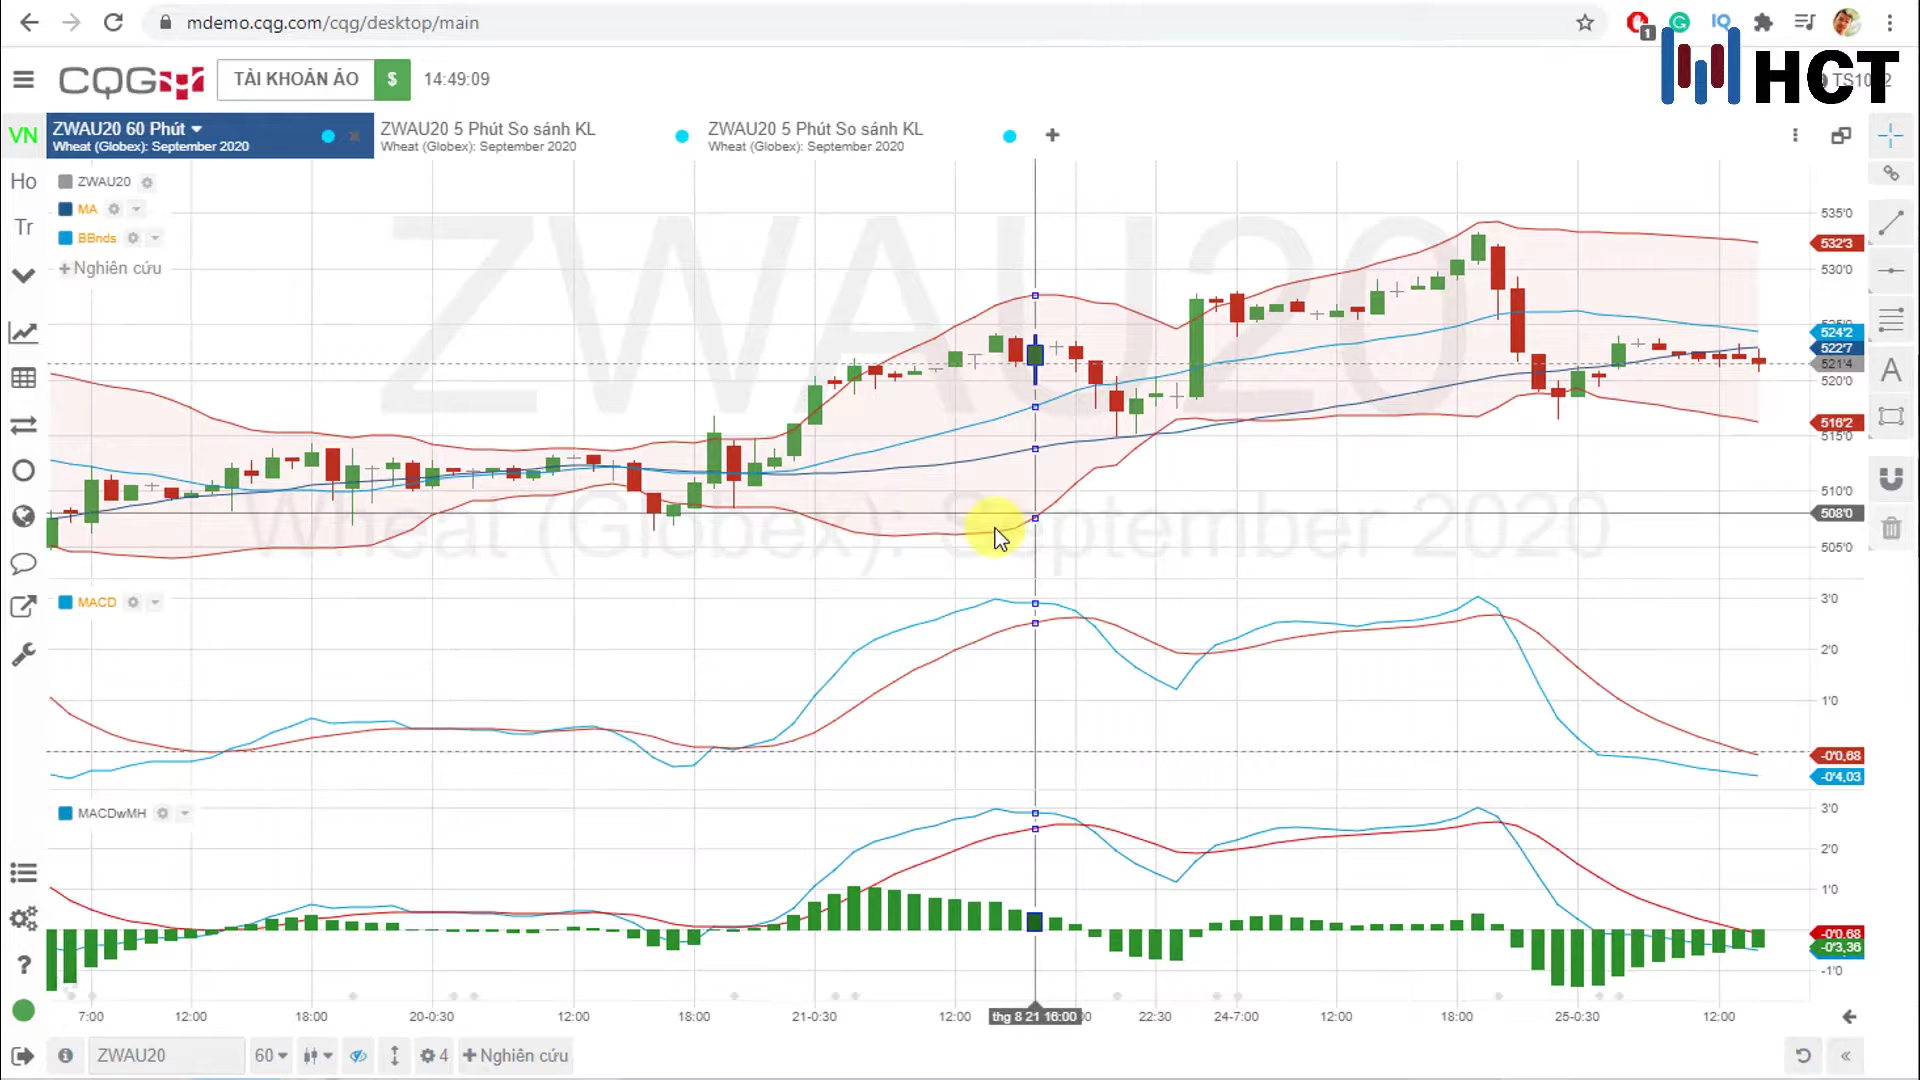 mdemo.cqg.com/cqg/desktop/main
1
IQ
CQG
TÀI KHOẢN ẢO
$
14:49:09
HCT
VN
ZWAU20 60 Phút
Wheat (Globex): September 2020
ZWAU20 5 Phút So sánh KL
Wheat (Globex): September 2020
ZWAU20 5 Phút So sánh KL
Wheat (Globex): September 2020
Ho
Tr
ZWAU20
MA
BBnds
Nghiên cứu
ZWAU20
Wheat (Globex): September 2020
535'0
532'3
530'0
524'2
522'7
521'4
520'0
516'2
515'0
510'0
508'0
505'0
A
MACD
3'0
2'0
1'0
-0'0,68
-0'4,03
MACDwMH
3'0
2'0
1'0
-0'0,68
-0'3,36
-1'0
7:00
12:00
18:00
20-0:30
12:00
18:00
21-0:30
12:00
thg 8 21 16:00
22:30
24-7:00
12:00
18:00
25-0:30
12:00
ZWAU20
60
4
Nghiên cứu